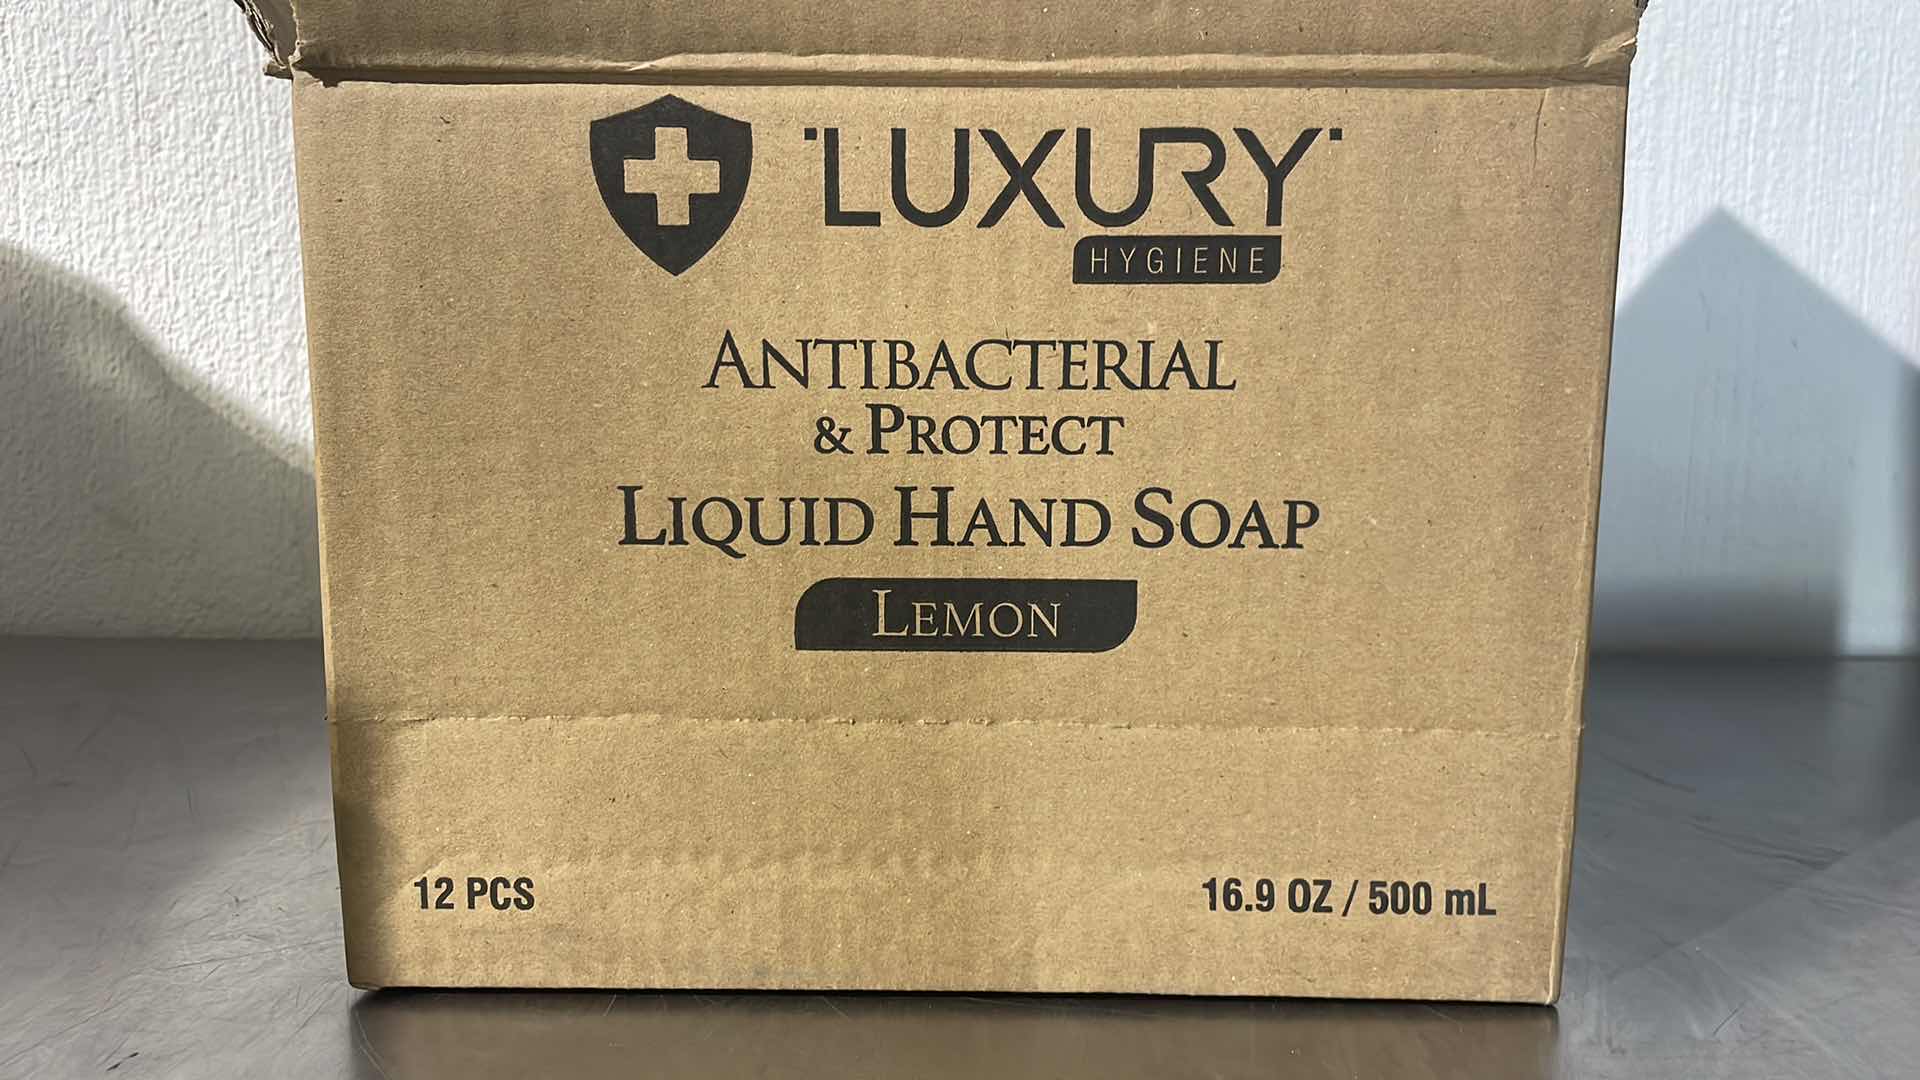 LUXURY
HYGIENE
ANTIBACTERIAL
& PROTECT
LIQUID HAND SOAP
LEMON
12 PCS
16.9 OZ / 500 mL